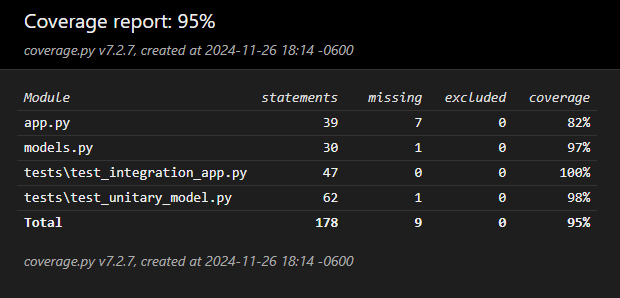 Coverage report: 95%
coverage.py v7.2.7, created at 2024-11-26 18:14 -0600
Module statements missing excluded coverage
app.py 39 7 0 82%
models.py 30 1 0 97%
tests\test_integration_app.py 47 0 0 100%
tests\test_unitary_model.py 62 1 0 98%
Total 178 9 0 95%
coverage.py v7.2.7, created at 2024-11-26 18:14 -0600